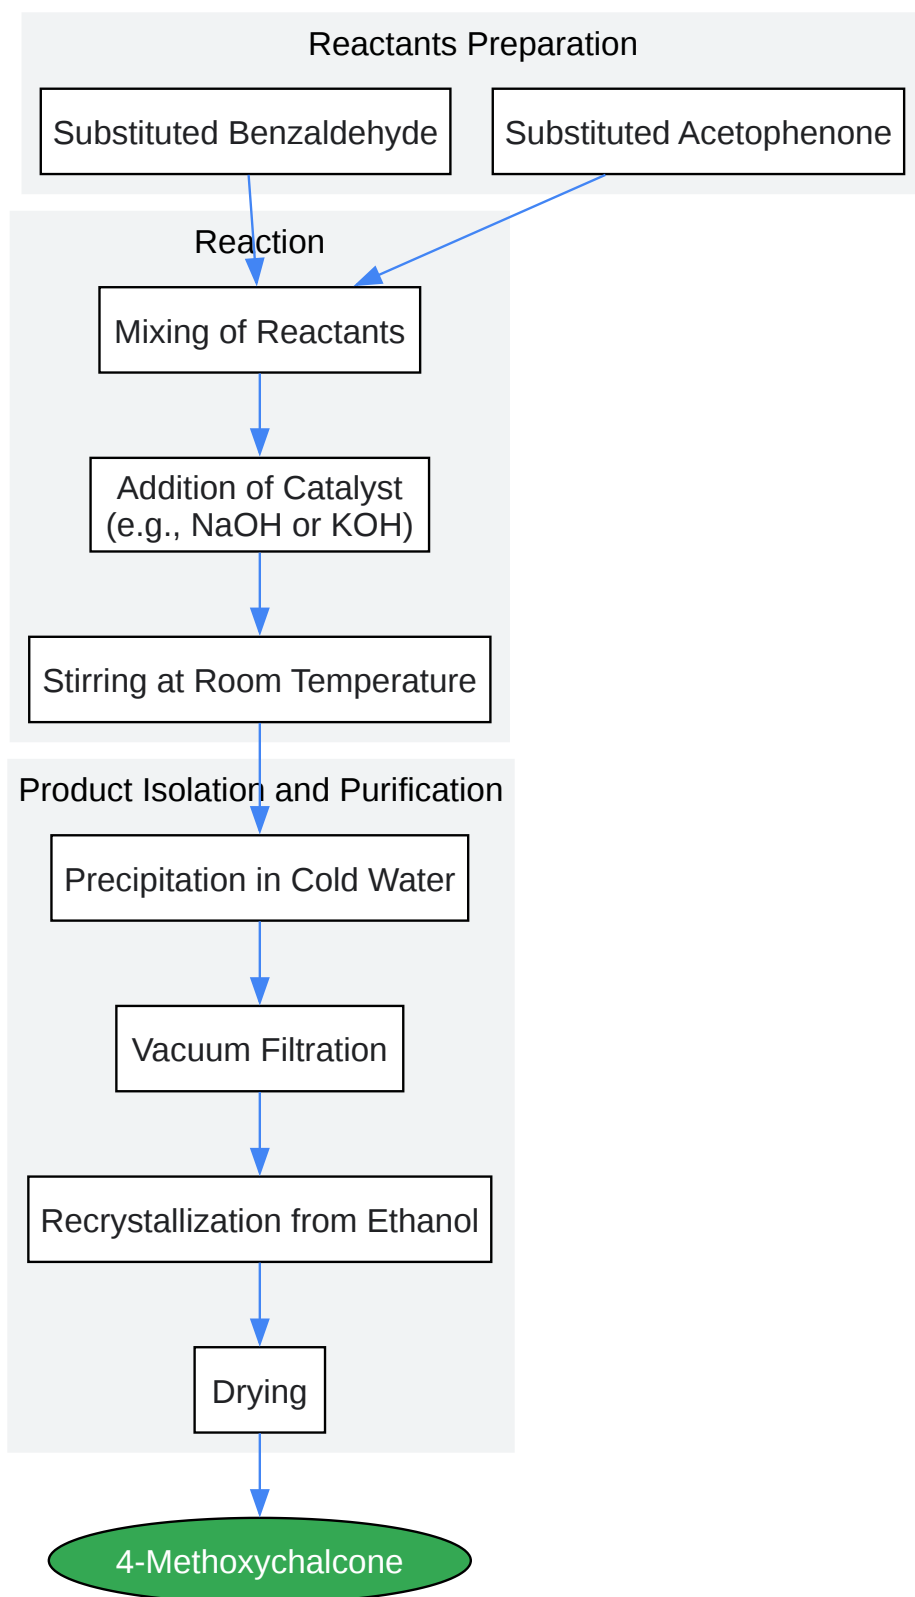 Reactants Preparation
Substituted Benzaldehyde
Substituted Acetophenone
Reaction
Mixing of Reactants
Addition of Catalyst
(e.g., NaOH or KOH)
Stirring at Room Temperature
Product Isolation and Purification
Precipitation in Cold Water
Vacuum Filtration
Recrystallization from Ethanol
Drying
4-Methoxychalcone